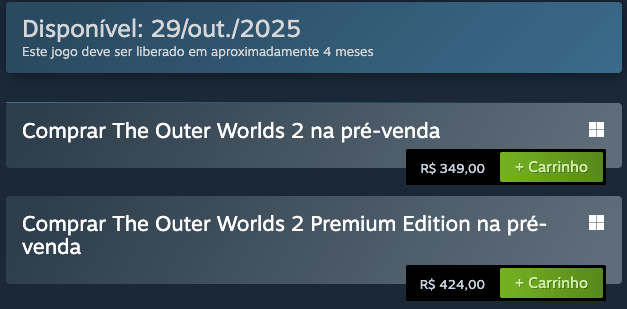 Disponível: 29/out./2025
Este jogo deve ser liberado em aproximadamente 4 meses
Comprar The Outer Worlds 2 na pré-venda
R$ 349,00
+ Carrinho
Comprar The Outer Worlds 2 Premium Edition na pré-
venda
R$ 424,00
+ Carrinho